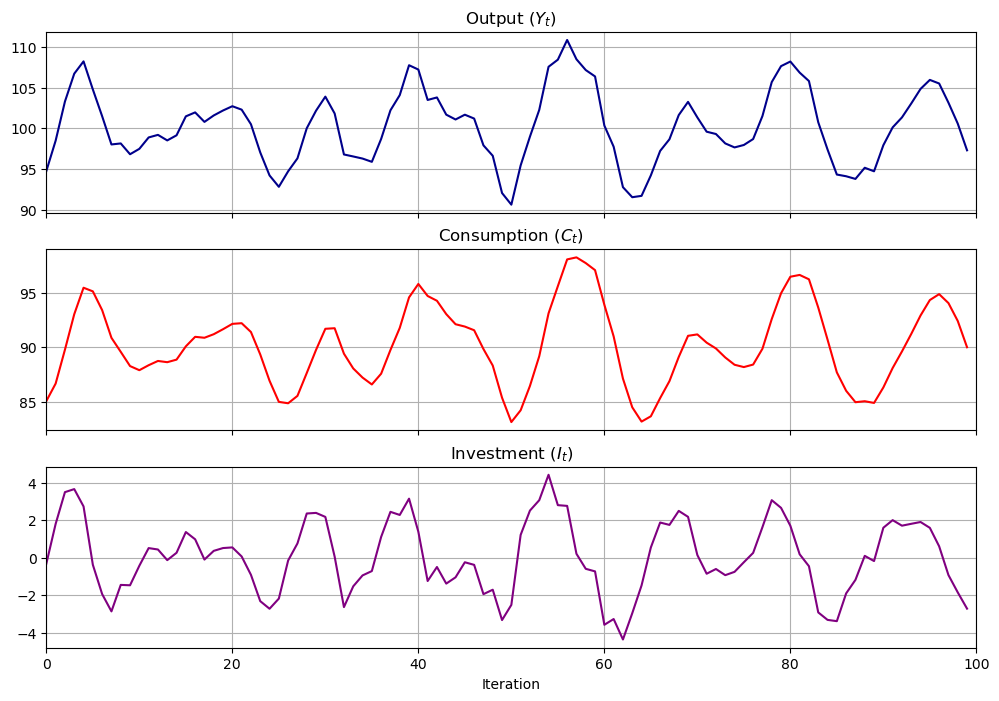 Output (Y_t)
110
105
100
95
90
Consumption (C_t)
95
90
85
Investment (I_t)
4
2
0
−2
−4
0 20 40 60 80 100
Iteration